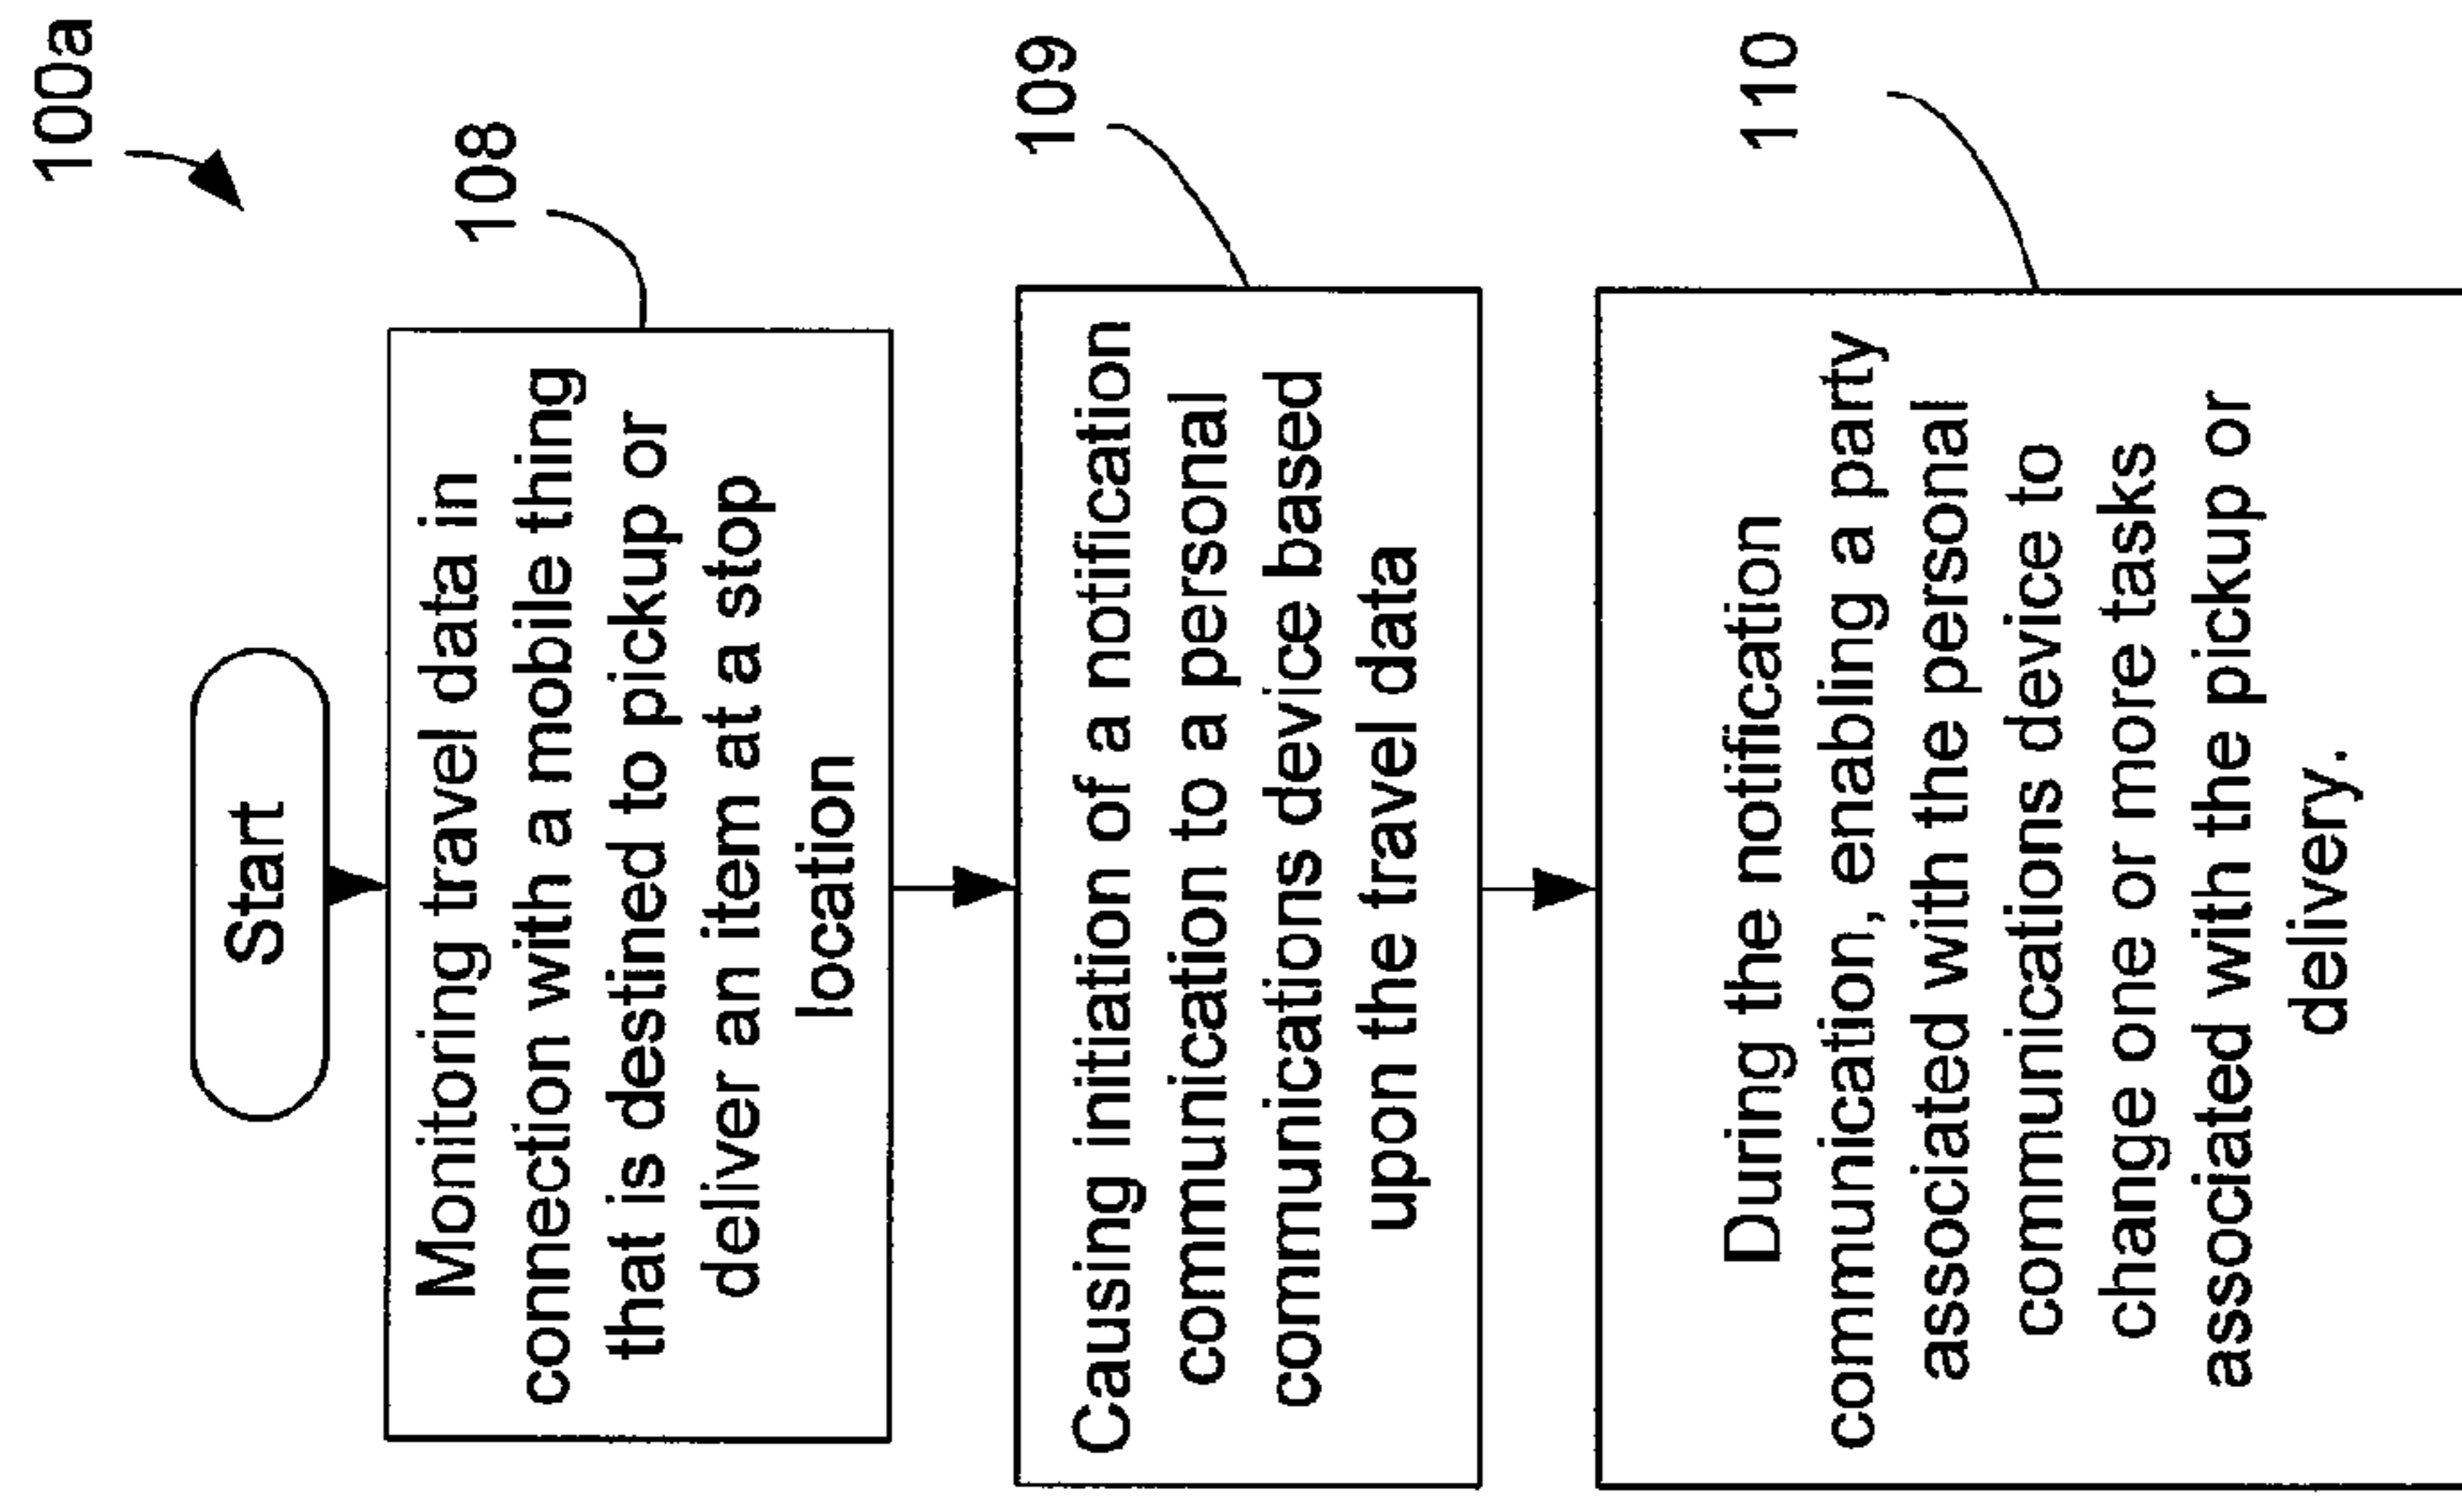 100a
Start
108
Monitoring travel data in
connection with a mobile thing
that is destined to pickup or
deliver an item at a stop
location
109
Causing initiation of a notification
communication to a personal
communications device based
upon the travel data
110
During the notification
communication, enabling a party
associated with the personal
communications device to
change one or more tasks
associated with the pickup or
delivery.